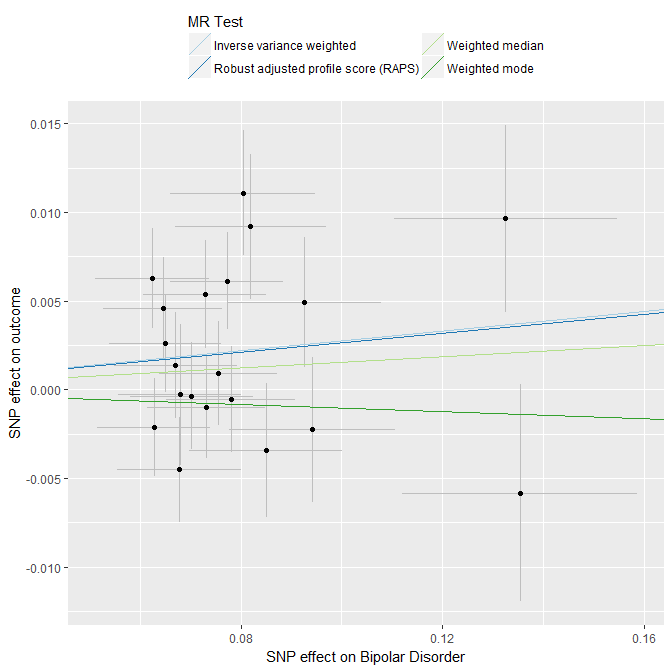 MR Test
Inverse variance weighted
Weighted median
Robust adjusted profile score (RAPS)
Weighted mode
0.015
0.010
0.005
0.000
-0.005
-0.010
SNP effect on outcome
0.08
0.12
0.16
SNP effect on Bipolar Disorder